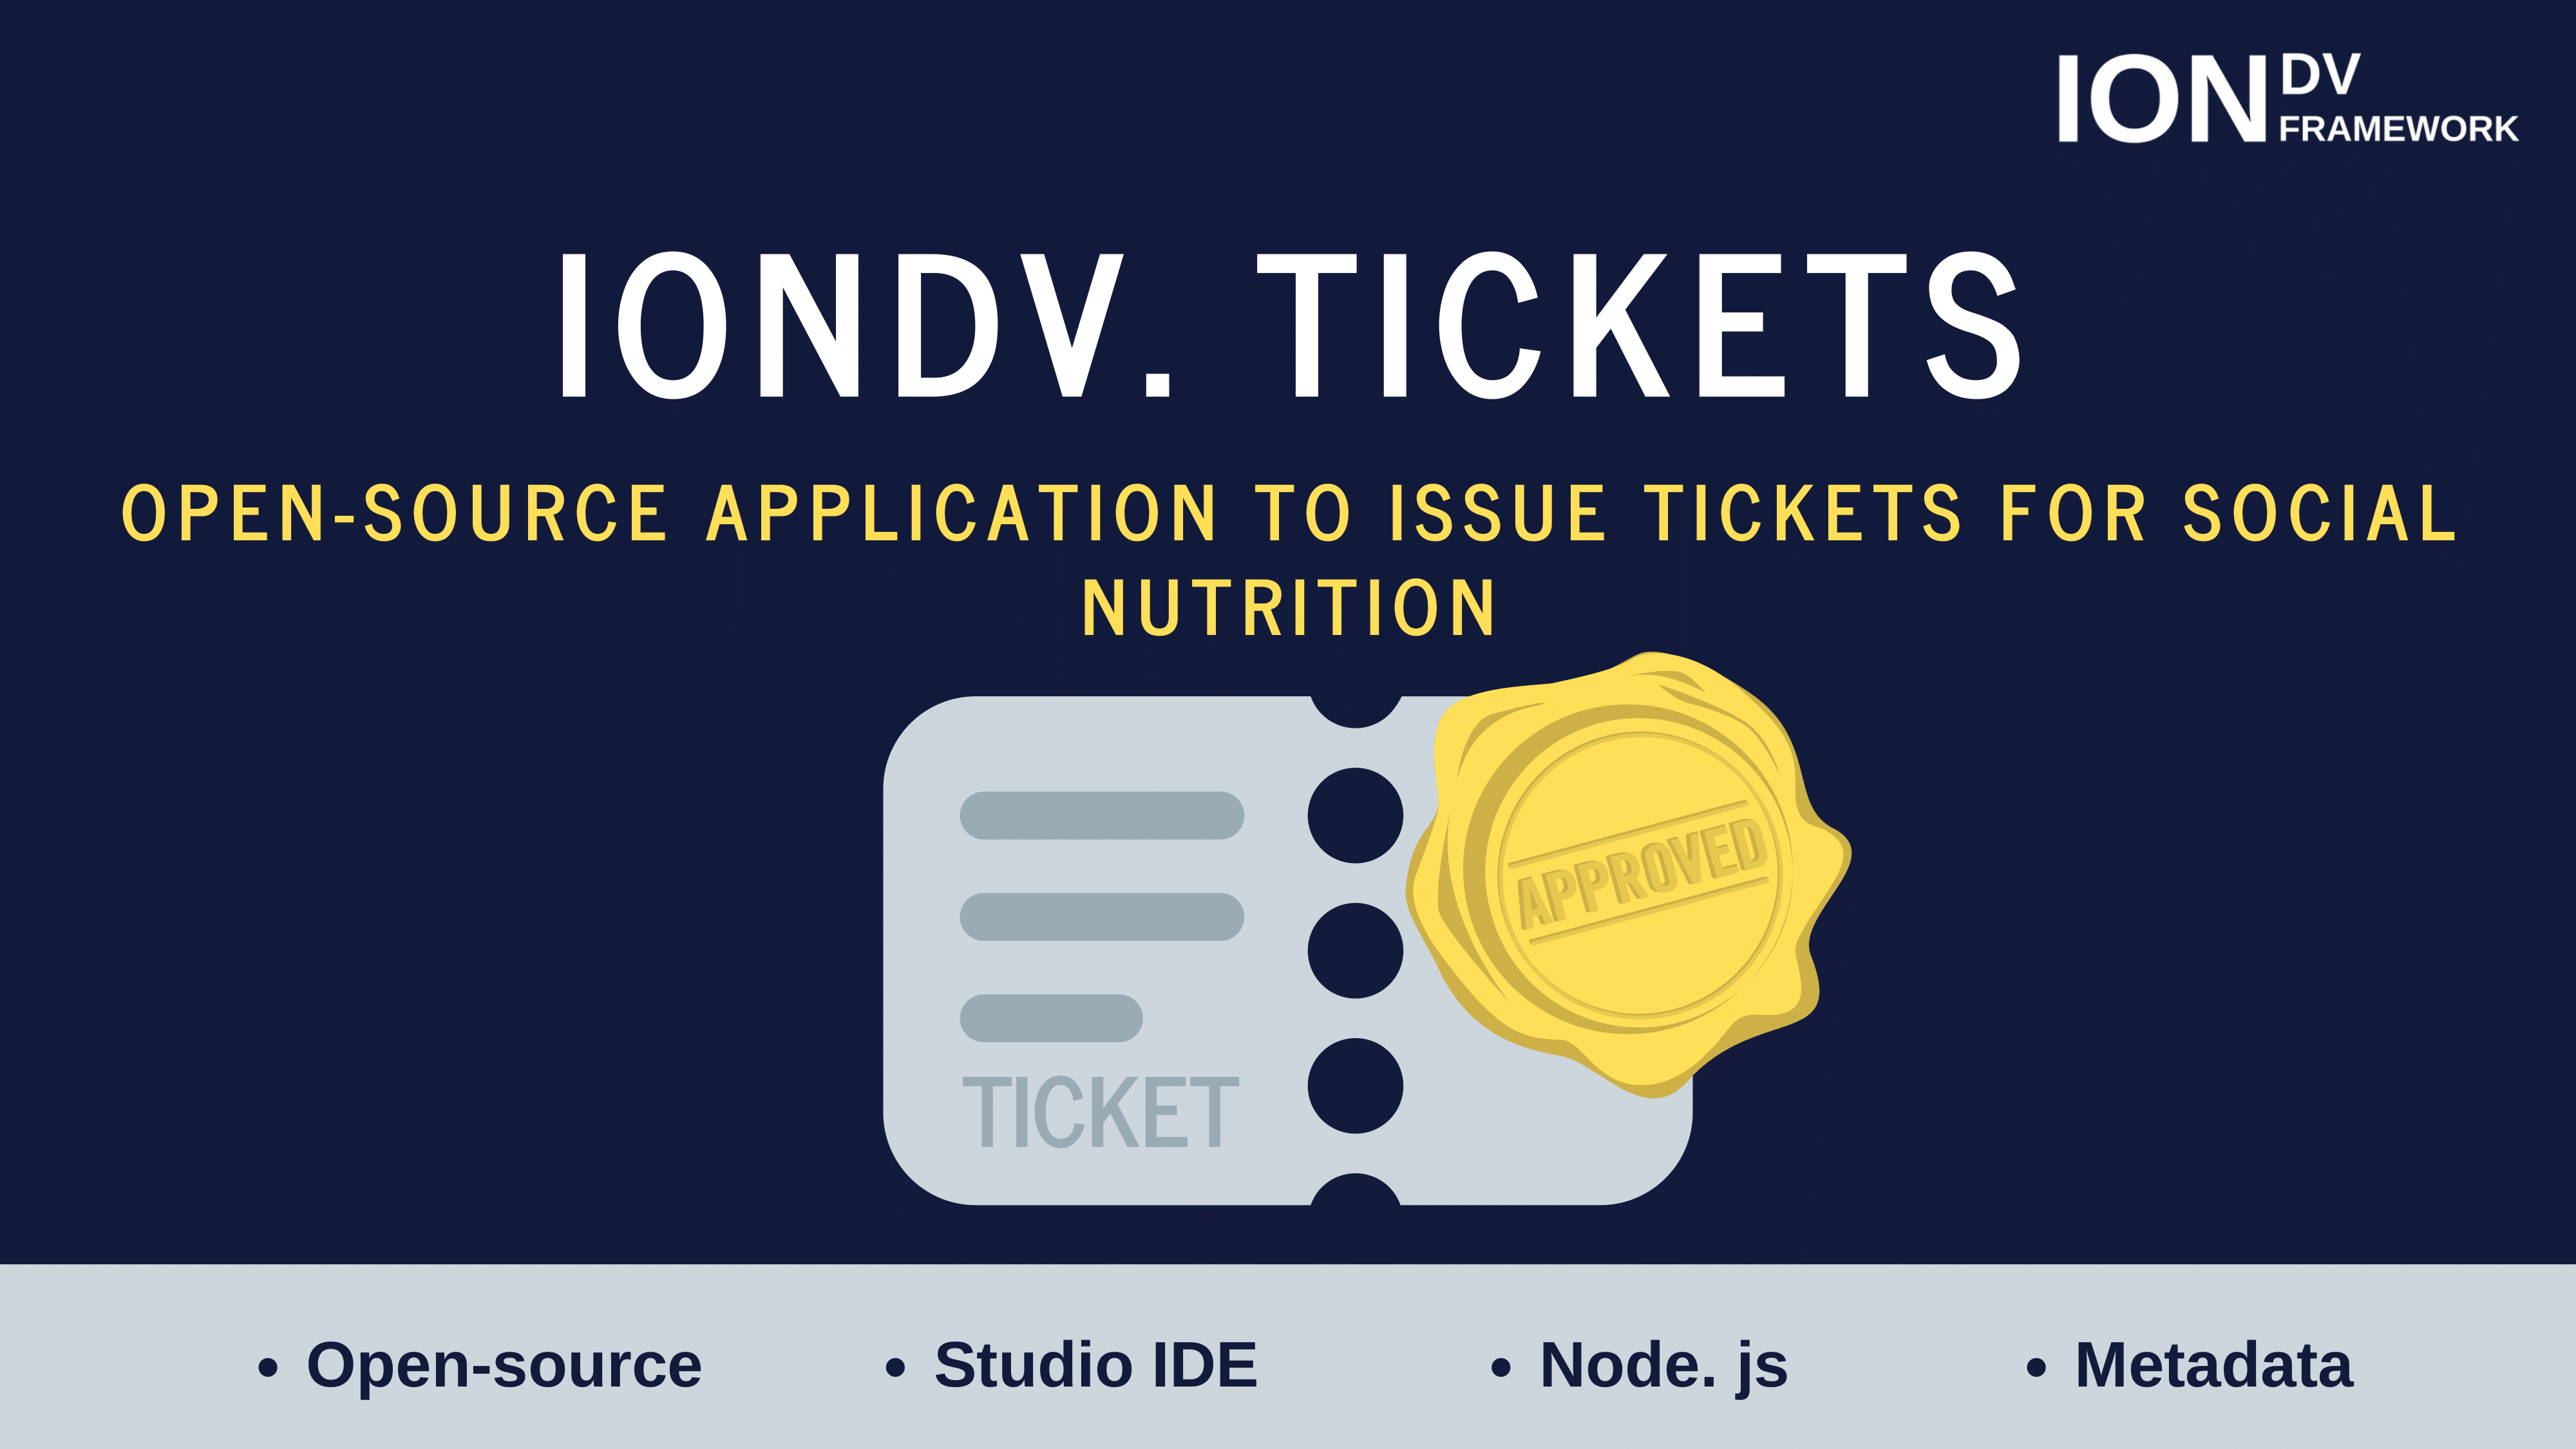 ION DV
FRAMEWORK
IONDV. TICKETS
OPEN-SOURCE APPLICATION TO ISSUE TICKETS FOR SOCIAL
NUTRITION
APPROVED
TICKET
• Open-source • Studio IDE • Node. js • Metadata